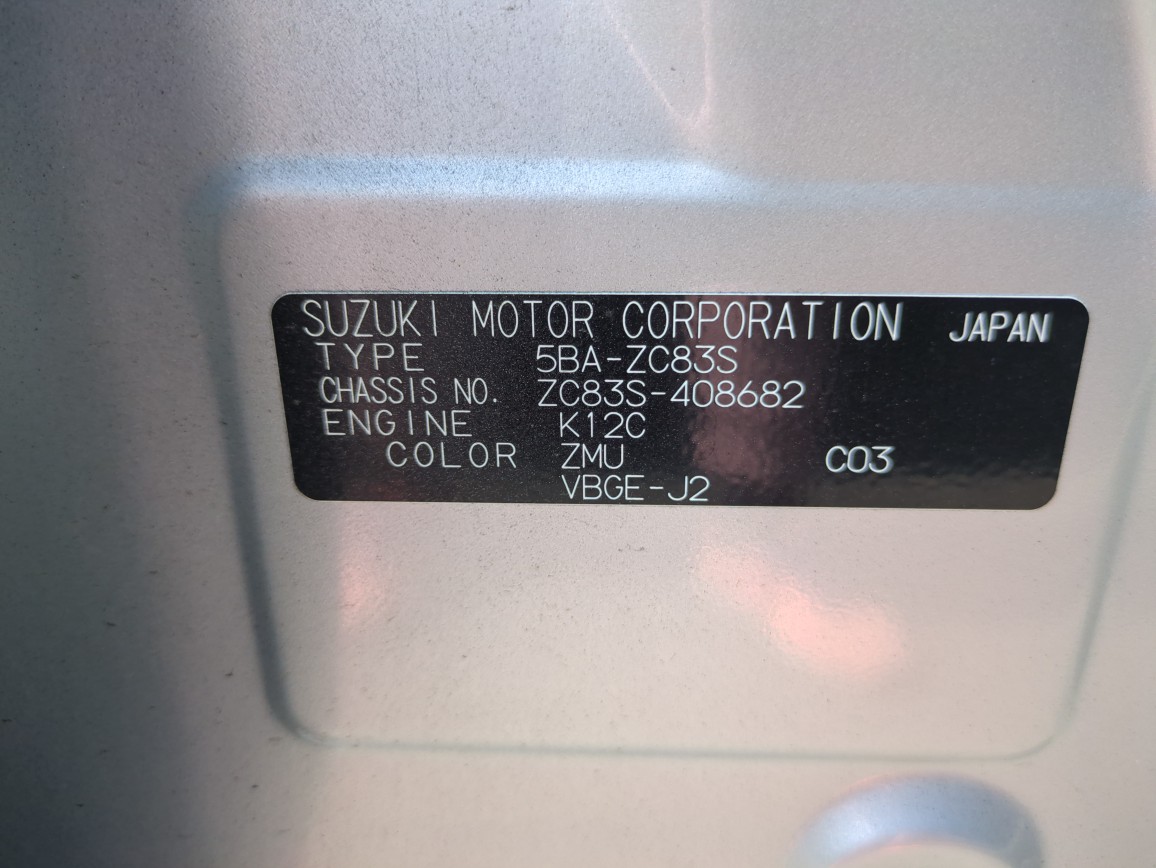 SUZUKI MOTOR CORPORATION JAPAN
TYPE 5BA-ZC83S
CHASSIS NO. ZC83S-408682
ENGINE K12C
COLOR ZMU C03
VBGE-J2